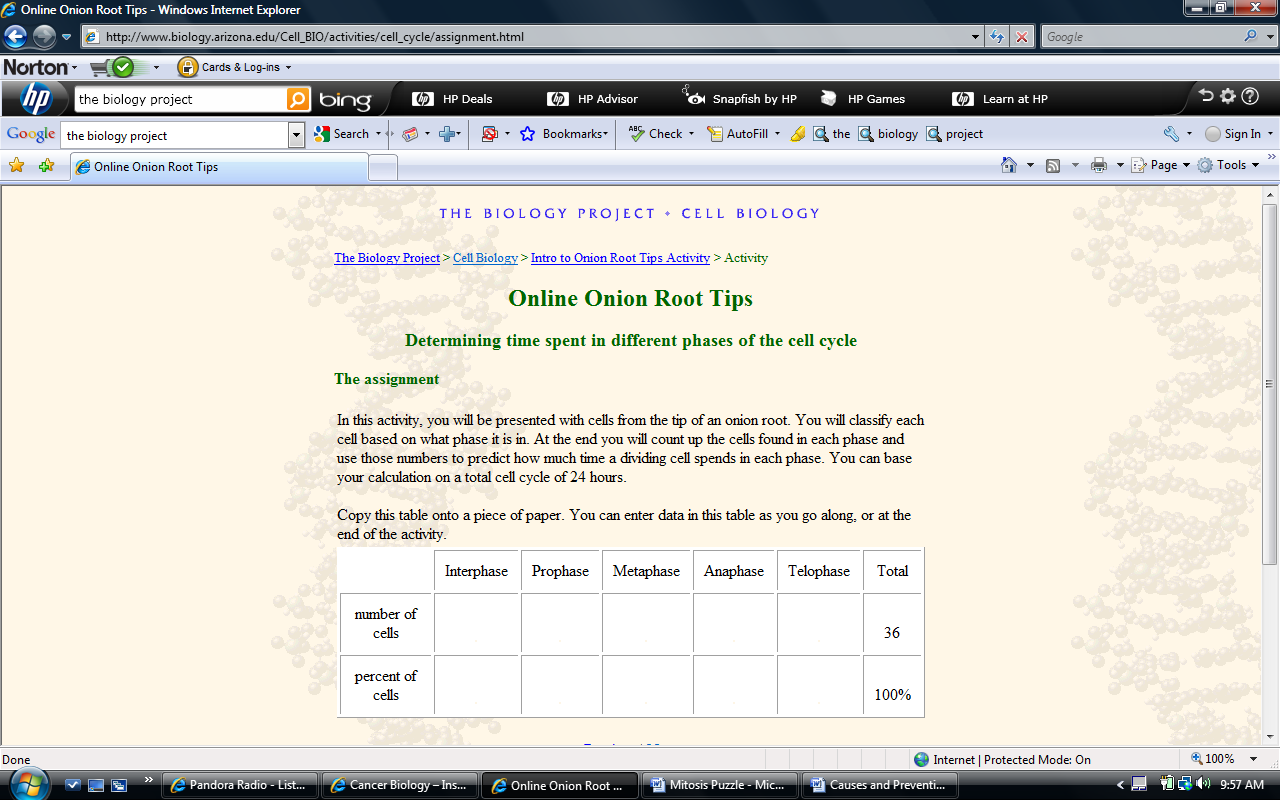 Online Onion Root Tips - Windows Internet Explorer
http://www.biology.arizona.edu/Cell_BIO/activities/cell_cycle/assignment.html
Google
Norton
Cards & Log-ins
hp
the biology project
bing
HP Deals
HP Advisor
Snapfish by HP
HP Games
Learn at HP
Google
the biology project
Search
Bookmarks
ABC
Check
AutoFill
the
biology
project
Sign In
Online Onion Root Tips
Page
Tools
THE BIOLOGY PROJECT CELL BIOLOGY
The Biology Project > Cell Biology > Intro to Onion Root Tips Activity > Activity
Online Onion Root Tips
Determining time spent in different phases of the cell cycle
The assignment
In this activity, you will be presented with cells from the tip of an onion root. You will classify each
cell based on what phase it is in. At the end you will count up the cells found in each phase and
use those numbers to predict how much time a dividing cell spends in each phase. You can base
your calculation on a total cell cycle of 24 hours.
Copy this table onto a piece of paper. You can enter data in this table as you go along, or at the
end of the activity.
Interphase Prophase Metaphase Anaphase Telophase Total
number of
cells
36
percent of
cells
100%
Done
Internet | Protected Mode: On
100%
Pandora Radio - List...
Cancer Biology – Ins...
Online Onion Root ...
Mitosis Puzzle - Mic...
Causes and Preventi...
9:57 AM